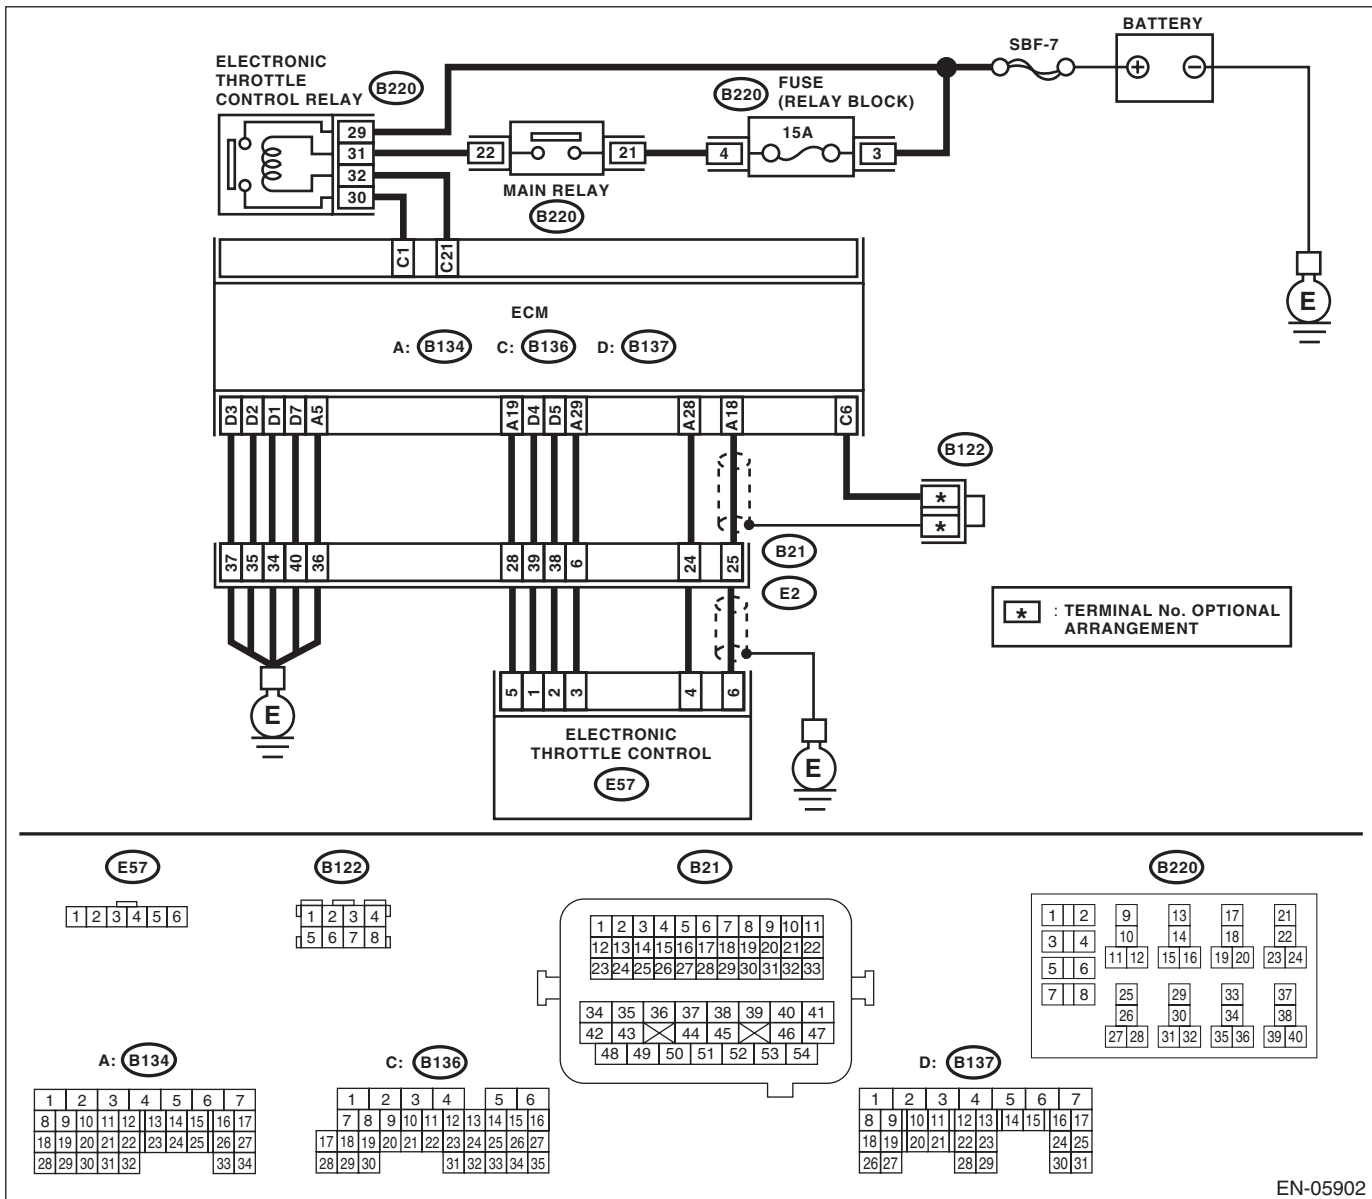 BATTERY
SBF-7
ELECTRONIC
THROTTLE
CONTROL RELAY
B220
B220
FUSE
(RELAY BLOCK)
+ −
29
31
32
30
22
21
4
15A
3
MAIN RELAY
B220
E
C1 C21
ECM
A: B134 C: B136 D: B137
D3 D2 D1 D7 A5 A19 D4 D5 A29 A28 A18 C6
B122
*
*
37 35 34 40 36 28 39 38 6 24 25
B21
E2
* : TERMINAL No. OPTIONAL
ARRANGEMENT
5 1 2 3 4 6
E
ELECTRONIC
THROTTLE CONTROL
E57
E
E57
1 2 3 4 5 6
B122
1 2 3 4
5 6 7 8
B21
1 2 3 4 5 6 7 8 9 10 11
12 13 14 15 16 17 18 19 20 21 22
23 24 25 26 27 28 29 30 31 32 33
34 35 36 37 38 39 40 41
42 43 44 45 46 47
48 49 50 51 52 53 54
B220
1 2 9 13 17 21
3 4 10 14 18 22
5 6 11 12 15 16 19 20 23 24
7 8 25 29 33 37
26 30 34 38
27 28 31 32 35 36 39 40
A: B134
1 2 3 4 5 6 7
8 9 10 11 12 13 14 15 16 17
18 19 20 21 22 23 24 25 26 27
28 29 30 31 32 33 34
C: B136
1 2 3 4 5 6
7 8 9 10 11 12 13 14 15 16
17 18 19 20 21 22 23 24 25 26 27
28 29 30 31 32 33 34 35
D: B137
1 2 3 4 5 6 7
8 9 10 11 12 13 14 15 16 17
18 19 20 21 22 23 24 25
26 27 28 29 30 31
EN-05902